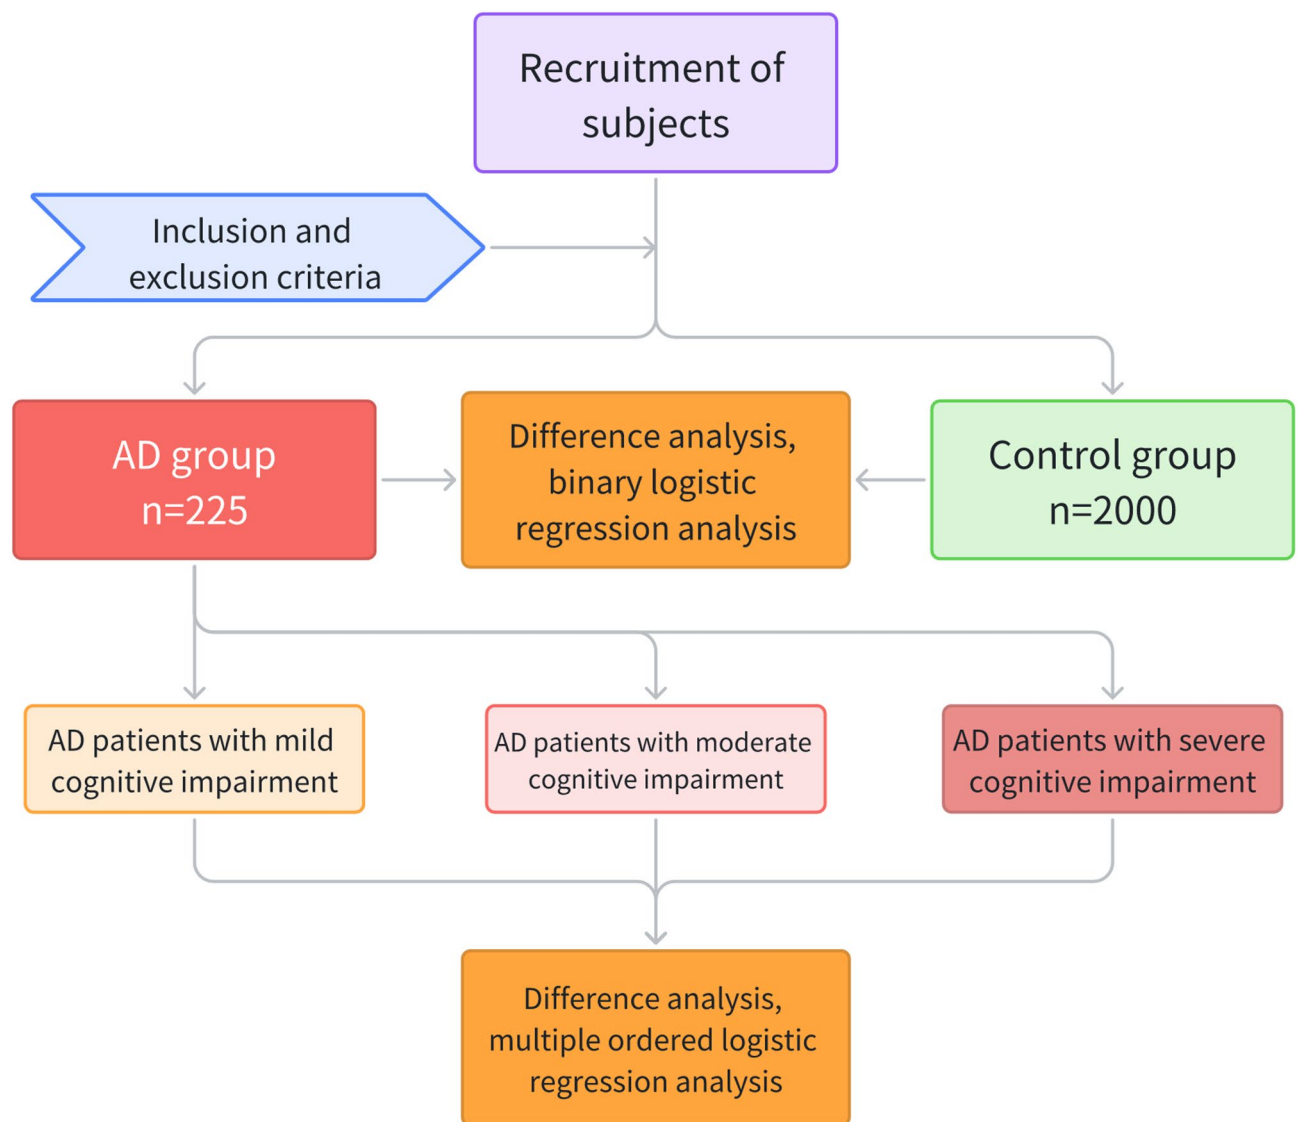 Recruitment of
subjects
Inclusion and
exclusion criteria
AD group
n=225
Difference analysis,
binary logistic
regression analysis
Control group
n=2000
AD patients with mild
cognitive impairment
AD patients with moderate
cognitive impairment
AD patients with severe
cognitive impairment
Difference analysis,
multiple ordered logistic
regression analysis